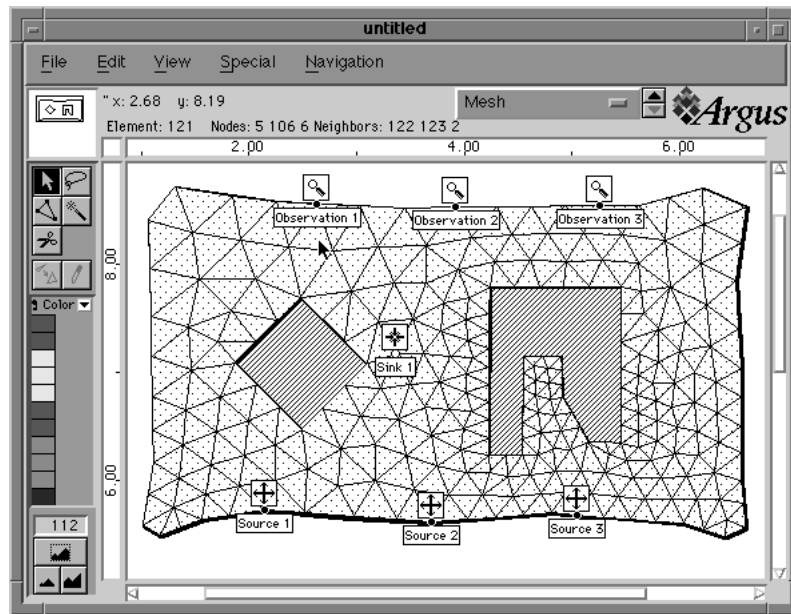 untitled
File Edit View Special Navigation
" x: 2.68 y: 8.19
Mesh
Argus
Element: 121 Nodes: 5 106 6 Neighbors: 122 123 2
2.00 4.00 6.00
Observation 1
Observation 2
Observation 3
8.00
Color
Sink 1
6.00
112
Source 1
Source 2
Source 3